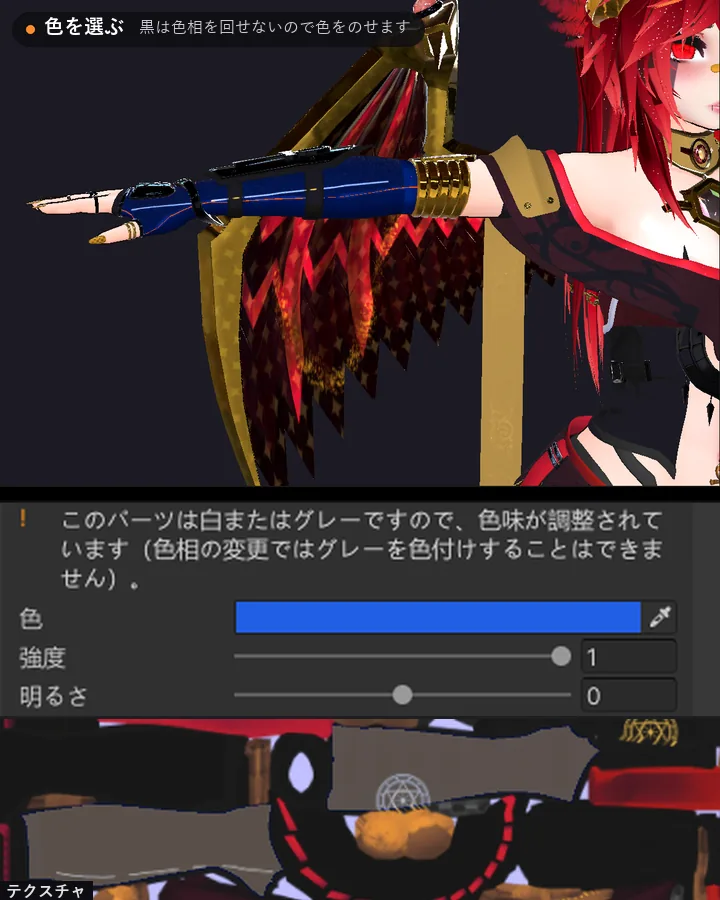 色を選ぶ 黒は色相を回せないので色をのせます
! このパーツは白またはグレーですので、色味が調整されて
います（色相の変更ではグレーを色付けすることはできま
せん）。
色
強度 1
明るさ 0
テクスチャ